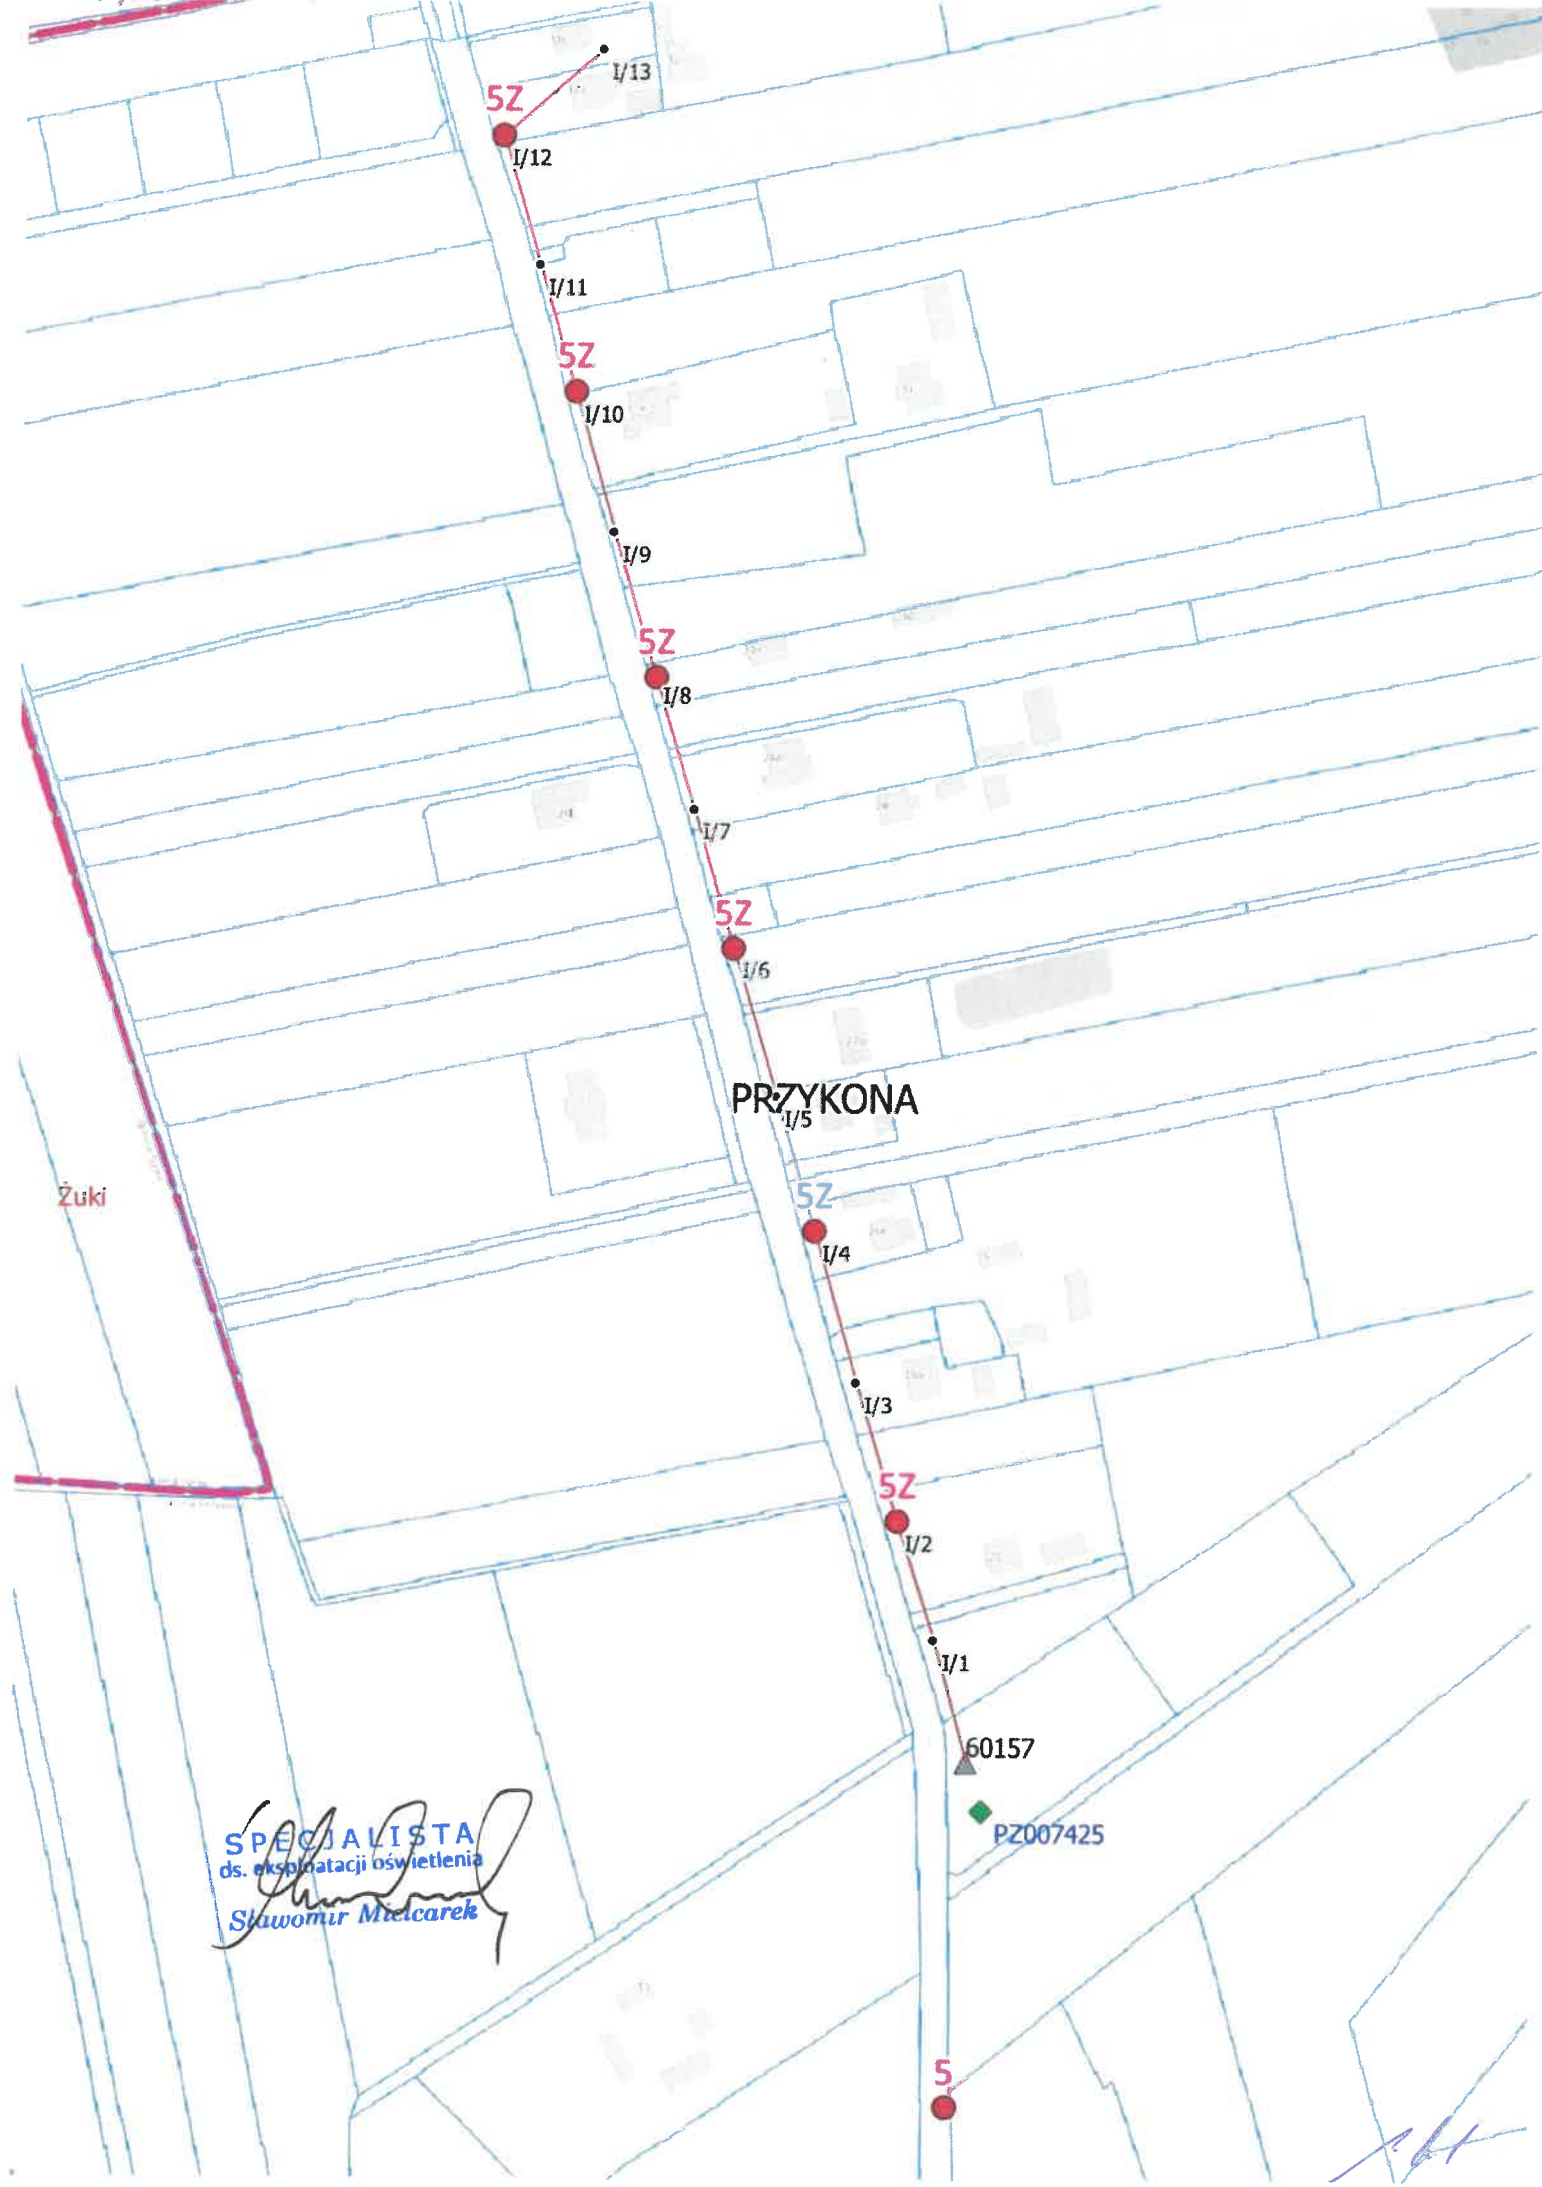 I/13
5Z
I/12
I/11
5Z
I/10
I/9
5Z
I/8
I/7
5Z
I/6
PRZYKONA
I/5
Żuki
5Z
I/4
I/3
5Z
I/2
I/1
60157
PZ007425
SPECJALISTA
ds. eksploatacji oświetlenia
Sławomir Mielcarek
5